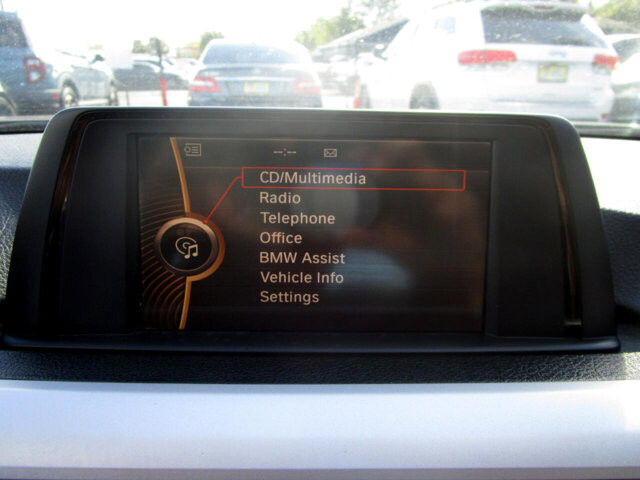 --:--
CD/Multimedia
Radio
Telephone
Office
BMW Assist
Vehicle Info
Settings